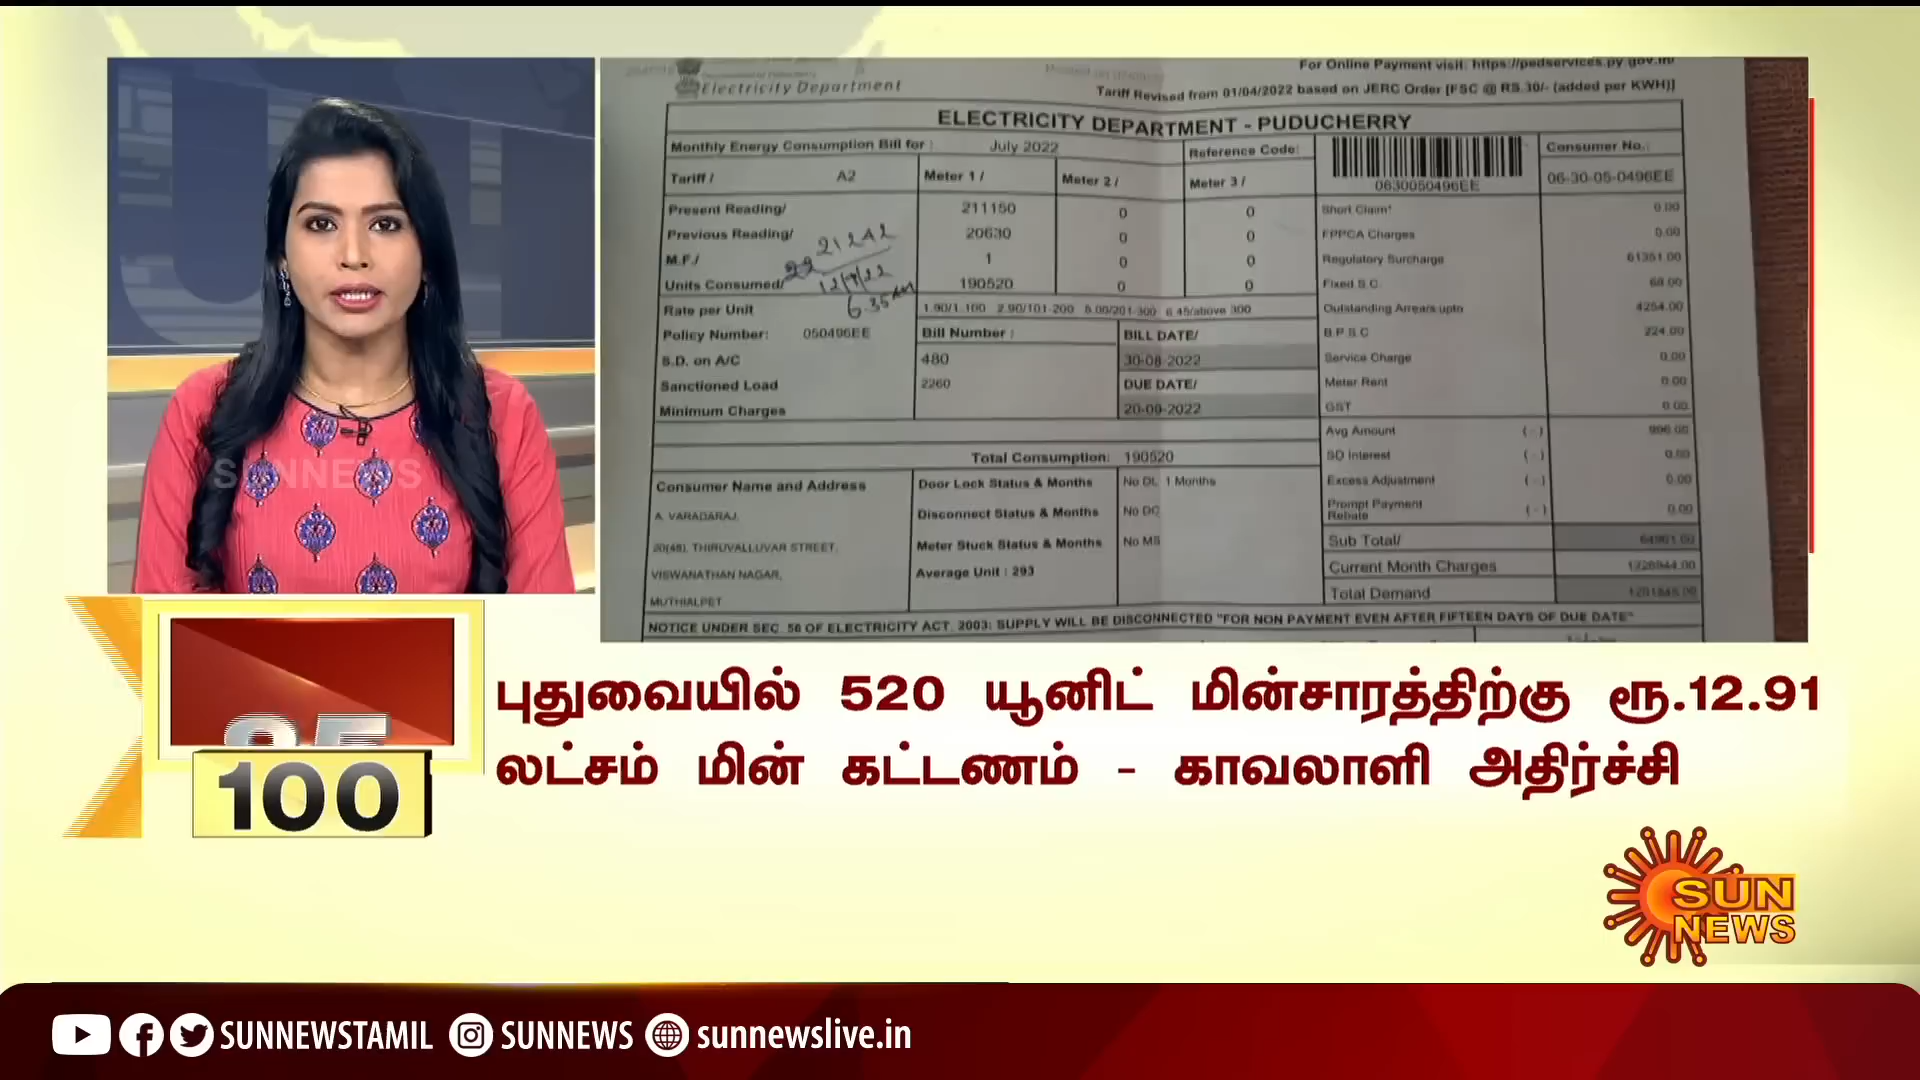 Electricity Department
For Online Payment visit: https://pedservices.py.gov.in/
Tariff Revised from 01/04/2022 based on JERC Order [FSC @ RS.30/- (added per KWH)]
ELECTRICITY DEPARTMENT - PUDUCHERRY
Monthly Energy Consumption Bill for : July 2022 Reference Code: 0630050496EE Consumer No.:
Tariff / A2 Meter 1 / Meter 2 / Meter 3 / 06-30-05-0496EE
Present Reading/ 211150 0 0 Short Claim* 0.00
Previous Reading/ 20630 0 0 FPPCA Charges 0.00
21242
M.F./ 1 0 0 Regulatory Surcharge 61351.00
12/9/22
Units Consumed/ 190520 0 0 Fixed S.C. 68.00
6.35 AM
Rate per Unit 1.90/1-100 2.90/101-200 5.00/201-300 6.45/above 300 Outstanding Arrears upto 4254.00
Policy Number: 050496EE Bill Number : BILL DATE/ B.P.S.C 224.00
S.D. on A/C 480 30-08-2022 Service Charge 0.00
Sanctioned Load 2260 DUE DATE/ Meter Rent 0.00
Minimum Charges 20-09-2022 GST 0.00
Avg Amount (-)
Total Consumption: 190520 SD Interest (-)
Consumer Name and Address Door Lock Status & Months No DL 1 Months Excess Adjustment (-) 0.00
A. VARADARAJ, Disconnect Status & Months No DC Prompt Payment Rebate (-) 0.00
20(48), THIRUVALLUVAR STREET, Meter Stuck Status & Months No MS Sub Total/
VISWANATHAN NAGAR, Average Unit : 293 Current Month Charges
MUTHIALPET Total Demand
NOTICE UNDER SEC. 56 OF ELECTRICITY ACT, 2003: SUPPLY WILL BE DISCONNECTED "FOR NON PAYMENT EVEN AFTER FIFTEEN DAYS OF DUE DATE"
SUNNEWS
புதுவையில் 520 யூனிட் மின்சாரத்திற்கு ரூ.12.91
லட்சம் மின் கட்டணம் - காவலாளி அதிர்ச்சி
100
SUN
NEWS
SUNNEWSTAMIL SUNNEWS sunnewslive.in